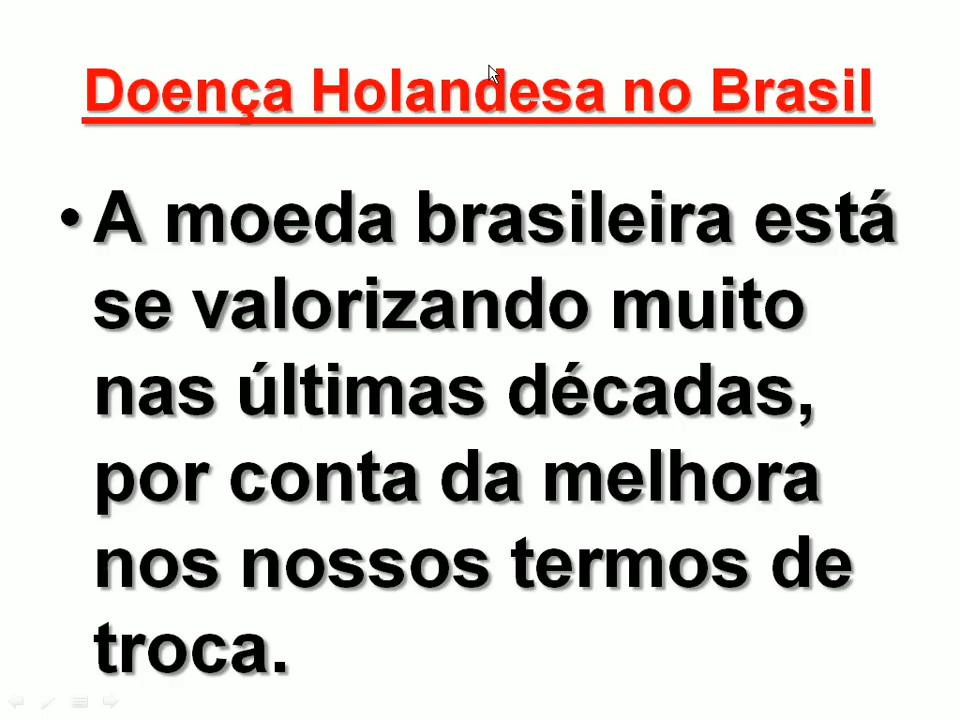 Doença Holandesa no Brasil
• A moeda brasileira está
se valorizando muito
nas últimas décadas,
por conta da melhora
nos nossos termos de
troca.